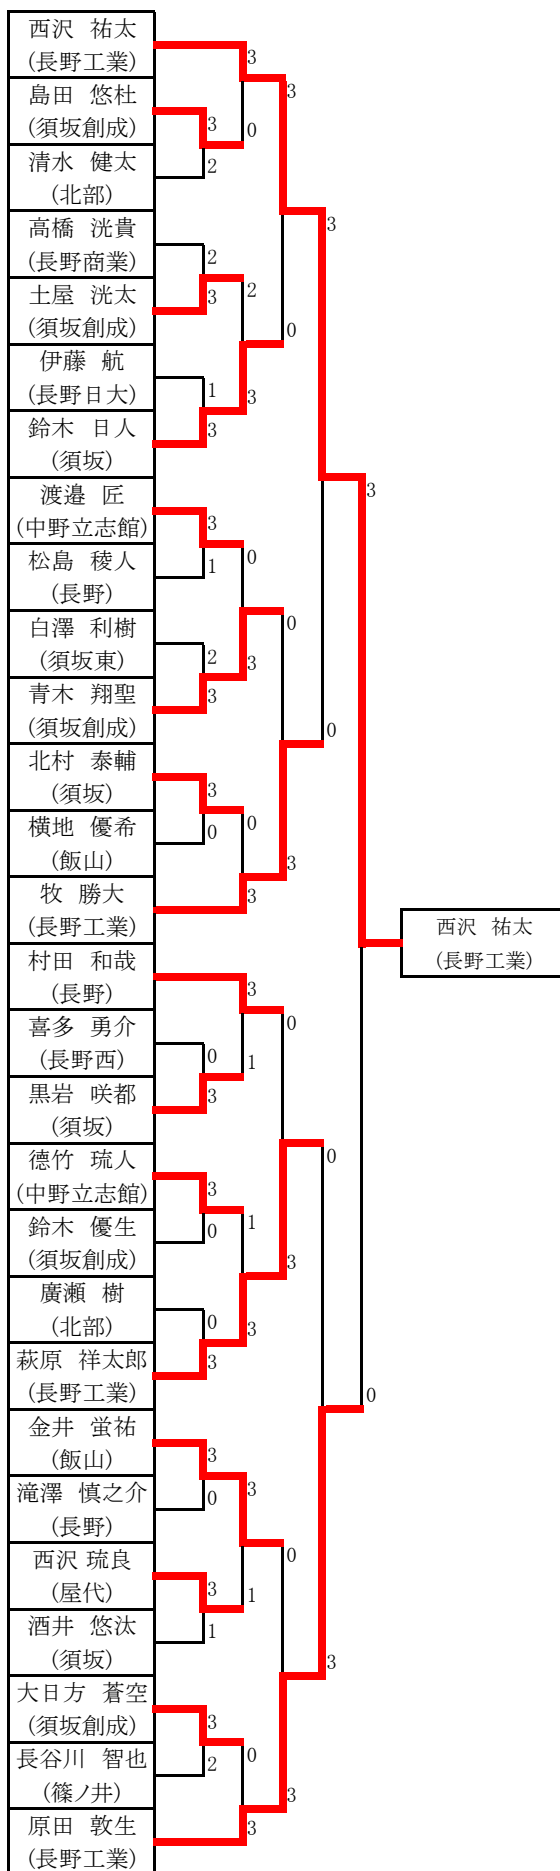 西沢 祐太
(長野工業)
島田 悠杜
(須坂創成)
清水 健太
(北部)
高橋 洸貴
(長野商業)
土屋 洸太
(須坂創成)
伊藤 航
(長野日大)
鈴木 日人
(須坂)
渡邉 匠
(中野立志館)
松島 稜人
(長野)
白澤 利樹
(須坂東)
青木 翔聖
(須坂創成)
北村 泰輔
(須坂)
横地 優希
(飯山)
牧 勝大
(長野工業)
村田 和哉
(長野)
喜多 勇介
(長野西)
黒岩 咲都
(須坂)
德竹 琉人
(中野立志館)
鈴木 優生
(須坂創成)
廣瀬 樹
(北部)
萩原 祥太郎
(長野工業)
金井 蛍祐
(飯山)
滝澤 慎之介
(長野)
西沢 琉良
(屋代)
酒井 悠汰
(須坂)
大日方 蒼空
(須坂創成)
長谷川 智也
(篠ノ井)
原田 敦生
(長野工業)
3
2
2
3
1
3
3
1
2
3
3
0
0
3
3
0
0
3
3
0
3
1
3
2
3
0
2
3
0
3
0
3
3
1
1
3
3
1
0
3
3
0
0
3
0
3
0
3
3
0
0
3
3
0
西沢 祐太
(長野工業)